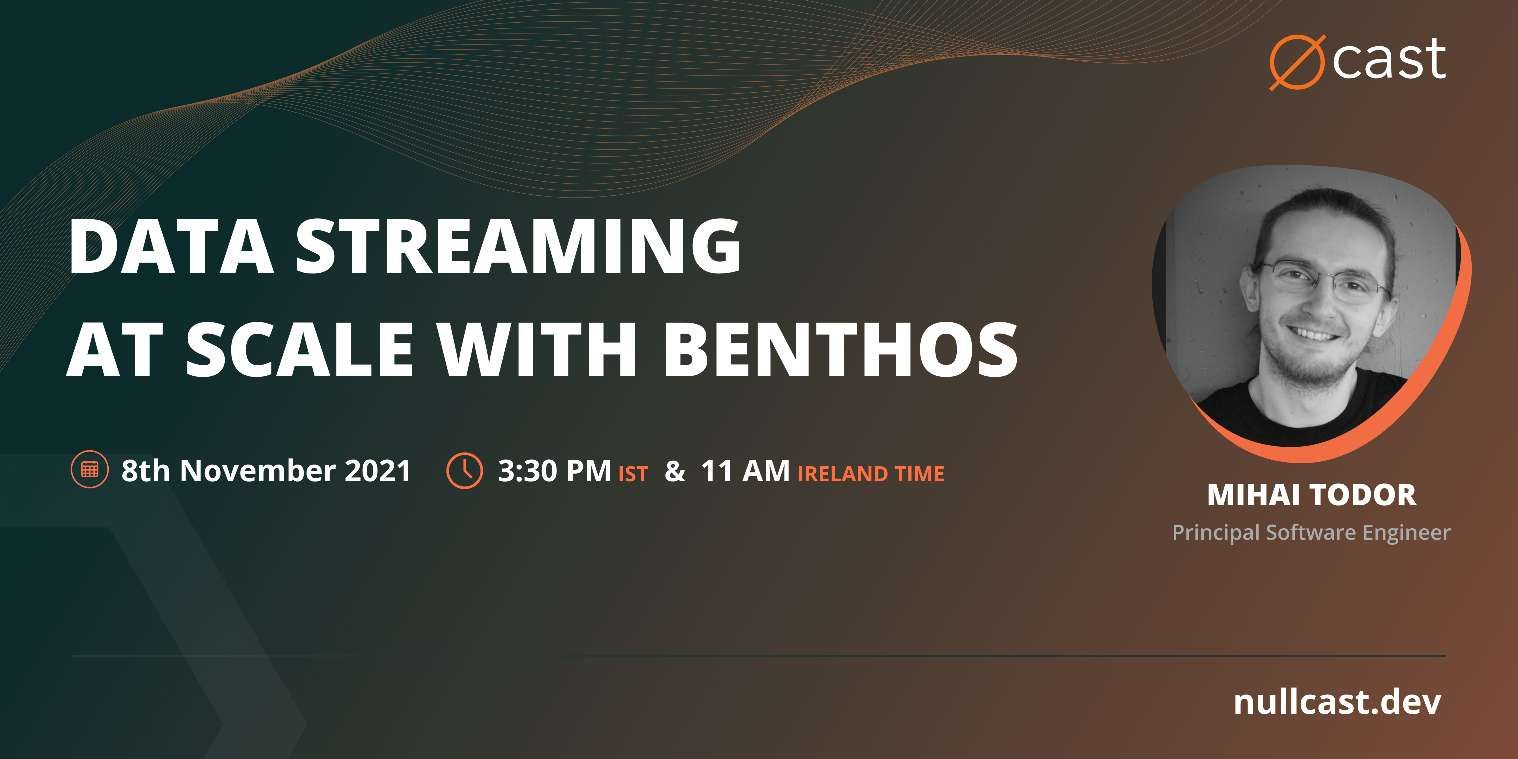 Øcast
DATA STREAMING
AT SCALE WITH BENTHOS
8th November 2021 3:30 PM IST & 11 AM IRELAND TIME
MIHAI TODOR
Principal Software Engineer
nullcast.dev